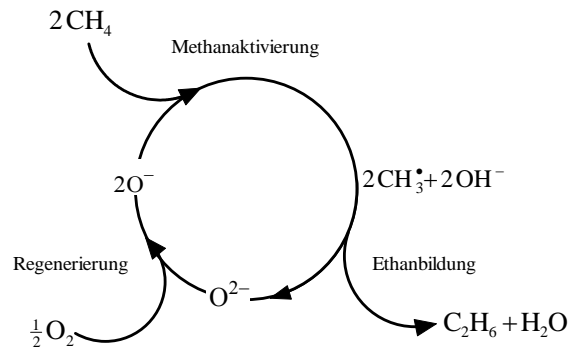 2CH₄
Methanaktivierung
2O⁻
2CH₃•+2OH⁻
Regenerierung
Ethanbildung
O²⁻
½O₂
C₂H₆+H₂O